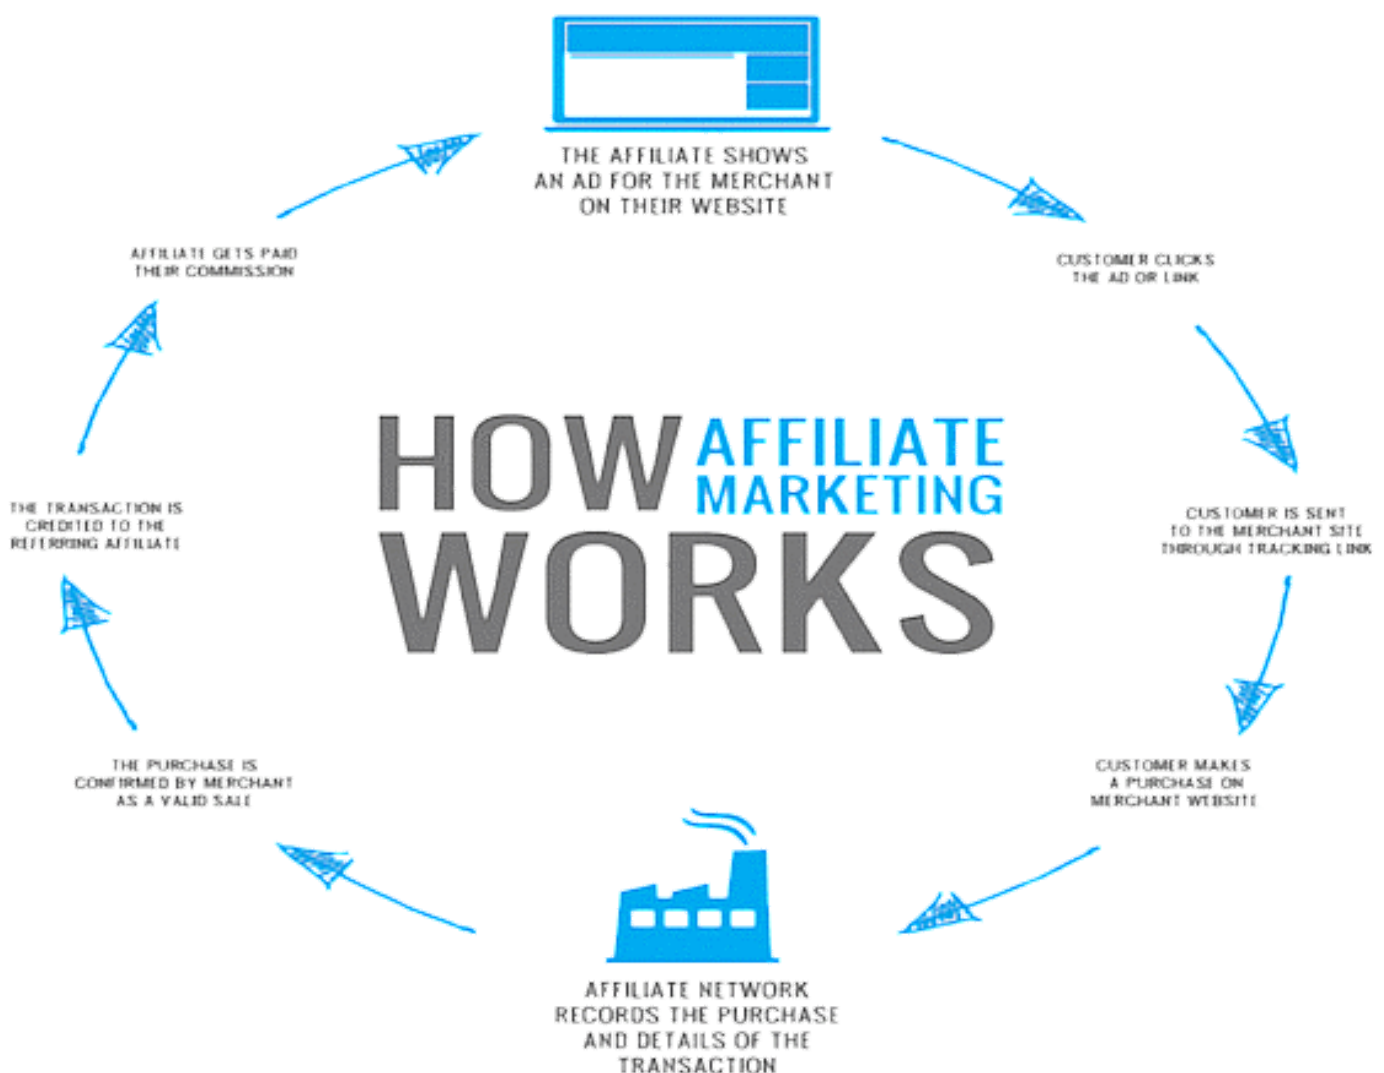 THE AFFILIATE SHOWS
AN AD FOR THE MERCHANT
ON THEIR WEBSITE
CUSTOMER CLICKS
THE AD OR LINK
CUSTOMER IS SENT
TO THE MERCHANT SITE
THROUGH TRACKING LINK
CUSTOMER MAKES
A PURCHASE ON
MERCHANT WEBSITE
AFFILIATE NETWORK
RECORDS THE PURCHASE
AND DETAILS OF THE
TRANSACTION
THE PURCHASE IS
CONFIRMED BY MERCHANT
AS A VALID SALE
THE TRANSACTION IS
CREDITED TO THE
REFERRING AFFILIATE
AFFILIATE GETS PAID
THEIR COMMISSION
HOW AFFILIATE
MARKETING
WORKS